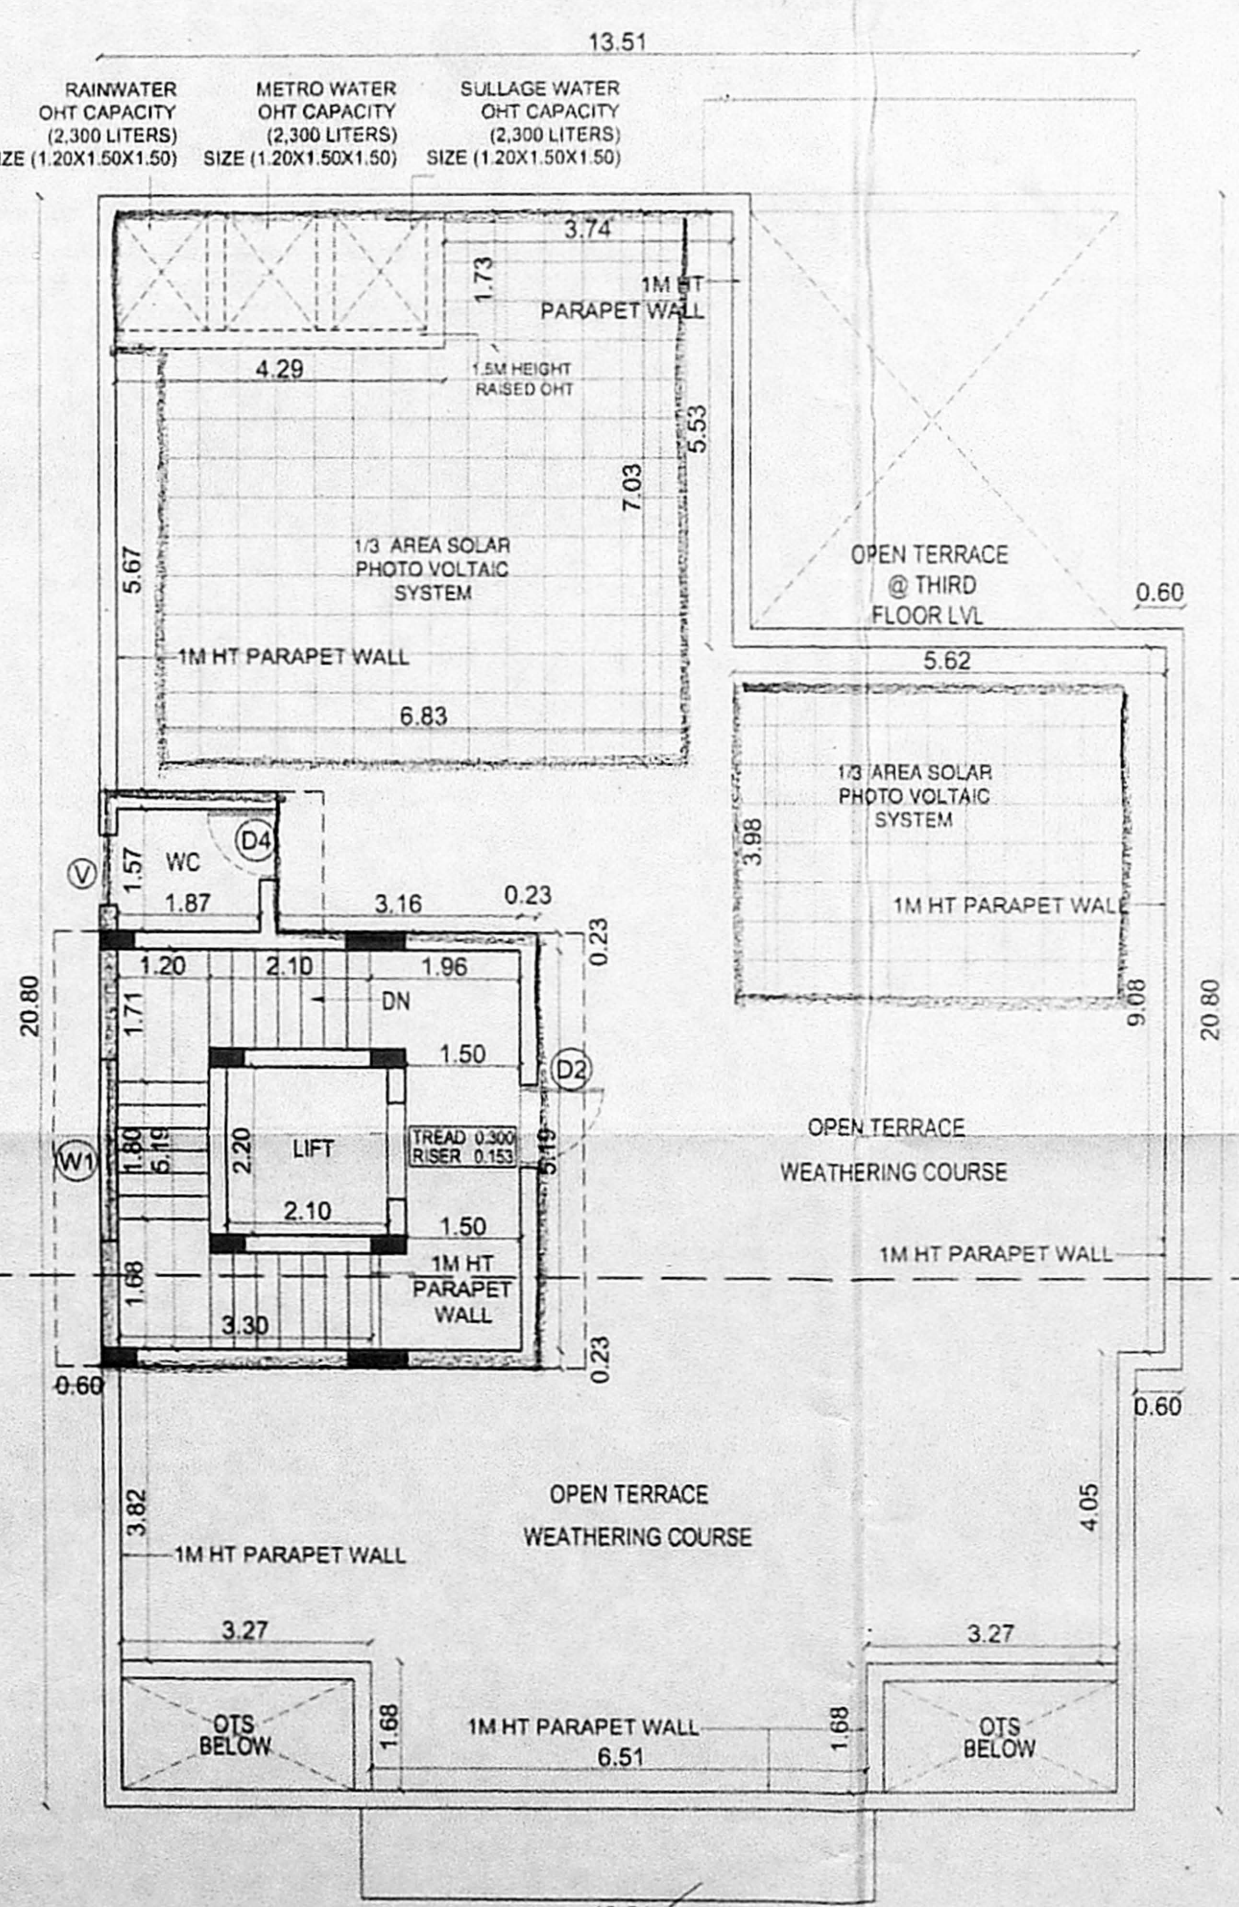 13.51
RAINWATER
OHT CAPACITY
(2,300 LITERS)
IZE (1.20X1.50X1.50)
METRO WATER
OHT CAPACITY
(2,300 LITERS)
SIZE (1.20X1.50X1.50)
SULLAGE WATER
OHT CAPACITY
(2,300 LITERS)
SIZE (1.20X1.50X1.50)
3.74
1.73
1M HT
PARAPET WALL
4.29
1.5M HEIGHT
RAISED OHT
5.53
7.03
5.67
1/3 AREA SOLAR
PHOTO VOLTAIC
SYSTEM
OPEN TERRACE
@ THIRD
FLOOR LVL
0.60
1M HT PARAPET WALL
5.62
6.83
1/3 AREA SOLAR
PHOTO VOLTAIC
SYSTEM
3.98
D4
V
1.57
WC
1.87
3.16
0.23
1M HT PARAPET WALL
0.23
1.20
2.10
1.96
20.80
1.71
DN
9.08
20.80
1.50
D2
W1
1.80
5.19
2.20
LIFT
TREAD 0.300
RISER 0.153
5.19
OPEN TERRACE
WEATHERING COURSE
2.10
1.50
1M HT PARAPET WALL
1.68
1M HT
PARAPET
WALL
3.30
0.23
0.60
0.60
OPEN TERRACE
WEATHERING COURSE
3.82
4.05
1M HT PARAPET WALL
3.27
3.27
OTS
BELOW
1.68
1M HT PARAPET WALL
6.51
1.68
OTS
BELOW